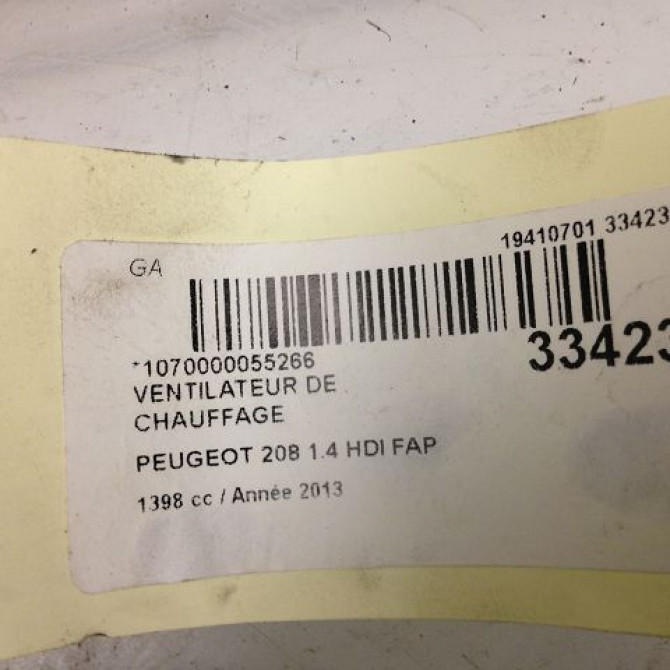 GA
19410701 33423
*1070000055266
33423
VENTILATEUR DE
CHAUFFAGE
PEUGEOT 208 1.4 HDI FAP
1398 cc / Année 2013